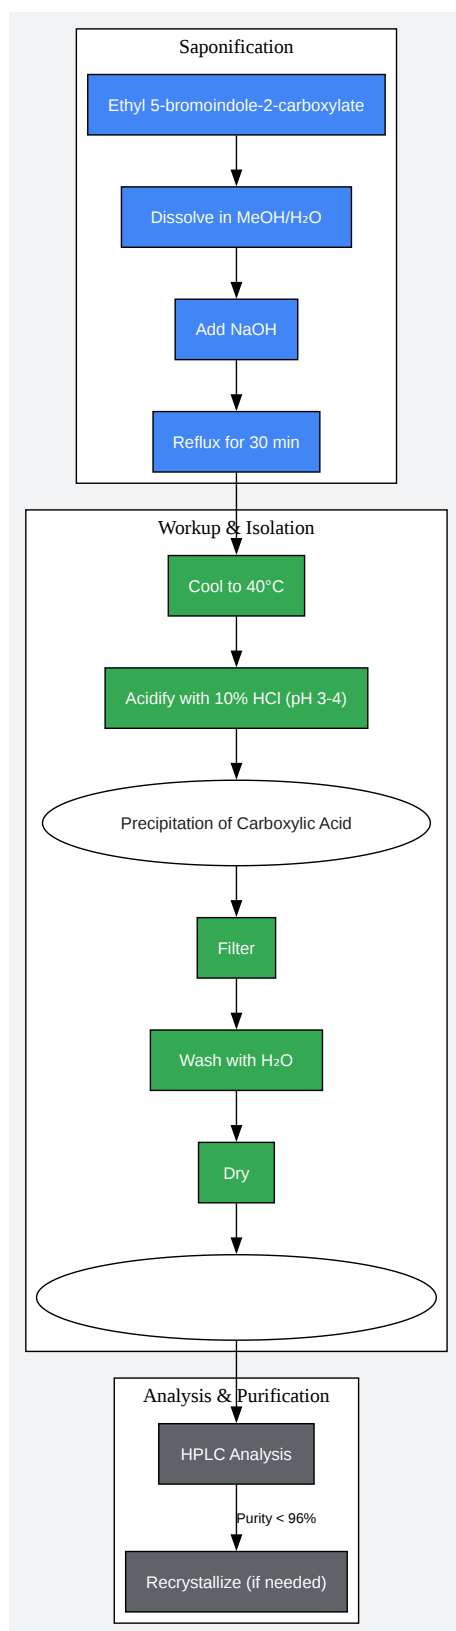 Saponification
Ethyl 5-bromoindole-2-carboxylate
Dissolve in MeOH/H₂O
Add NaOH
Reflux for 30 min
Workup & Isolation
Cool to 40°C
Acidify with 10% HCl (pH 3-4)
Precipitation of Carboxylic Acid
Filter
Wash with H₂O
Dry
Analysis & Purification
HPLC Analysis
Purity < 96%
Recrystallize (if needed)